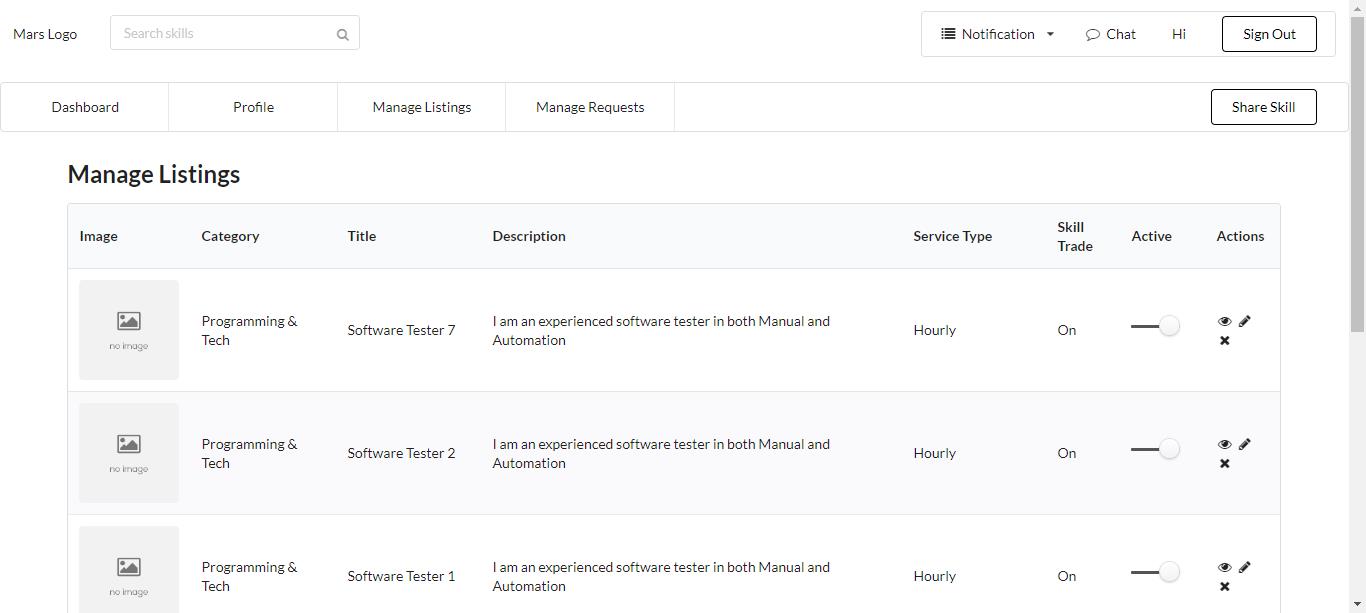 Mars Logo
Search skills
Notification
Chat
Hi
Sign Out
Dashboard
Profile
Manage Listings
Manage Requests
Share Skill
Manage Listings
Image
Category
Title
Description
Service Type
Skill
Trade
Active
Actions
no image
Programming &
Tech
Software Tester 7
I am an experienced software tester in both Manual and
Automation
Hourly
On
no image
Programming &
Tech
Software Tester 2
I am an experienced software tester in both Manual and
Automation
Hourly
On
no image
Programming &
Tech
Software Tester 1
I am an experienced software tester in both Manual and
Automation
Hourly
On